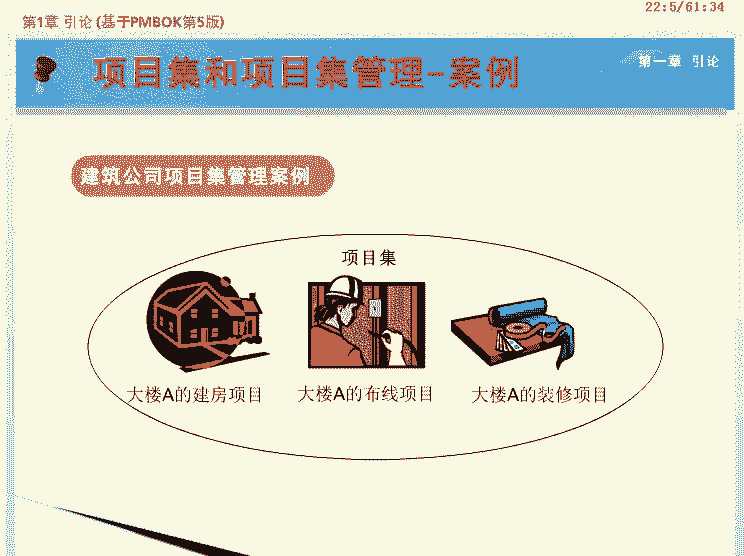 22:5/61:34
第1章 引论 (基于PMBOK第5版)
项目集和项目集管理-案例
第一章 引论
建筑公司项目集管理案例
项目集
大楼A的建房项目
大楼A的布线项目
大楼A的装修项目